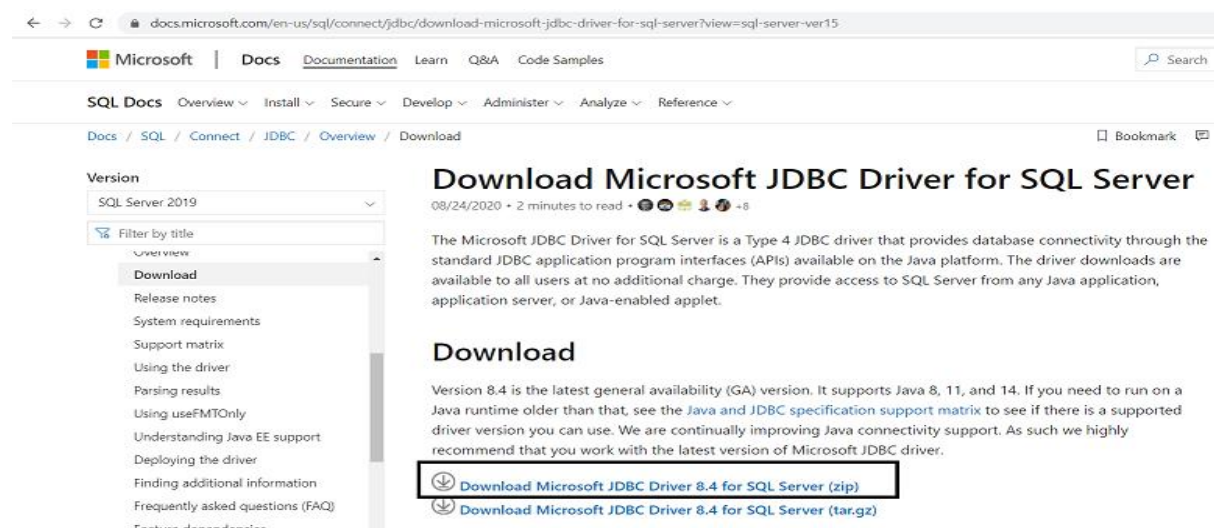 docs.microsoft.com/en-us/sql/connect/jdbc/download-microsoft-jdbc-driver-for-sql-server?view=sql-server-ver15
Microsoft | Docs Documentation Learn Q&A Code Samples Search
SQL Docs Overview Install Secure Develop Administer Analyze Reference
Docs / SQL / Connect / JDBC / Overview / Download Bookmark
Version
SQL Server 2019
Filter by title
Overview
Download
Release notes
System requirements
Support matrix
Using the driver
Parsing results
Using useFMTOnly
Understanding Java EE support
Deploying the driver
Finding additional information
Frequently asked questions (FAQ)
Feature dependencies
Download Microsoft JDBC Driver for SQL Server
08/24/2020 • 2 minutes to read • +8
The Microsoft JDBC Driver for SQL Server is a Type 4 JDBC driver that provides database connectivity through the
standard JDBC application program interfaces (APIs) available on the Java platform. The driver downloads are
available to all users at no additional charge. They provide access to SQL Server from any Java application,
application server, or Java-enabled applet.
Download
Version 8.4 is the latest general availability (GA) version. It supports Java 8, 11, and 14. If you need to run on a
Java runtime older than that, see the Java and JDBC specification support matrix to see if there is a supported
driver version you can use. We are continually improving Java connectivity support. As such we highly
recommend that you work with the latest version of Microsoft JDBC driver.
Download Microsoft JDBC Driver 8.4 for SQL Server (zip)
Download Microsoft JDBC Driver 8.4 for SQL Server (tar.gz)